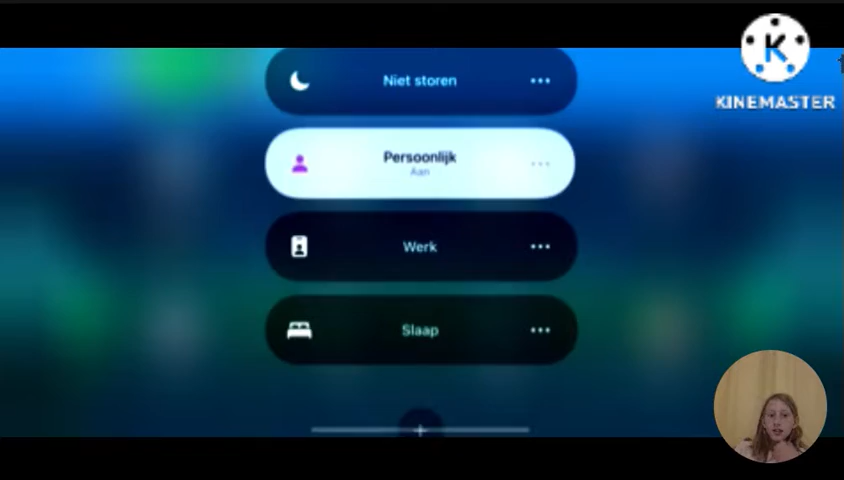 Niet storen
Persoonlijk
Aan
Werk
Slaap
K
KINEMASTER